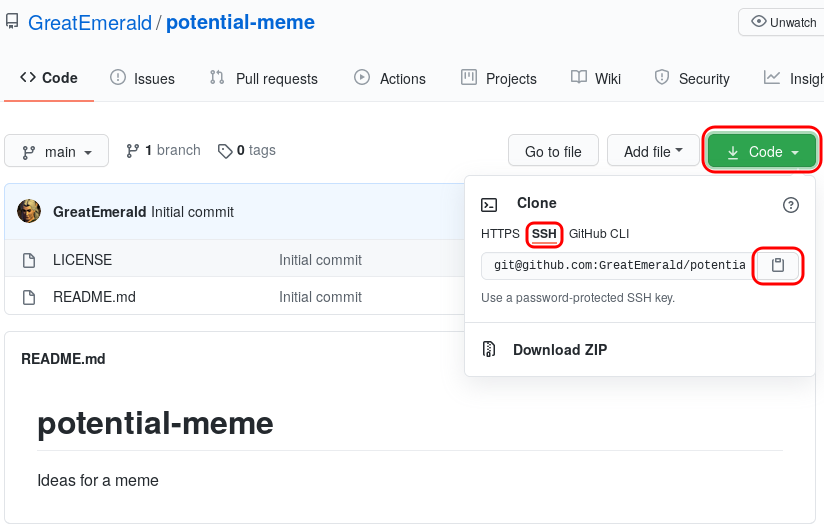 GreatEmerald / potential-meme
Unwatch
Code Issues Pull requests Actions Projects Wiki Security Insigh
main 1 branch 0 tags Go to file Add file Code
GreatEmerald Initial commit
LICENSE Initial commit
README.md Initial commit
Clone
HTTPS SSH GitHub CLI
git@github.com:GreatEmerald/potentia
Use a password-protected SSH key.
Download ZIP
README.md
potential-meme
Ideas for a meme